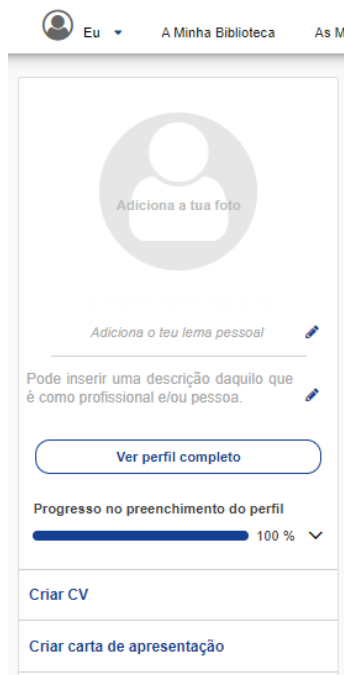 Eu A Minha Biblioteca As M
Adiciona a tua foto
Adiciona o teu lema pessoal
Pode inserir uma descrição daquilo que
é como profissional e/ou pessoa.
Ver perfil completo
Progresso no preenchimento do perfil
100 %
Criar CV
Criar carta de apresentação